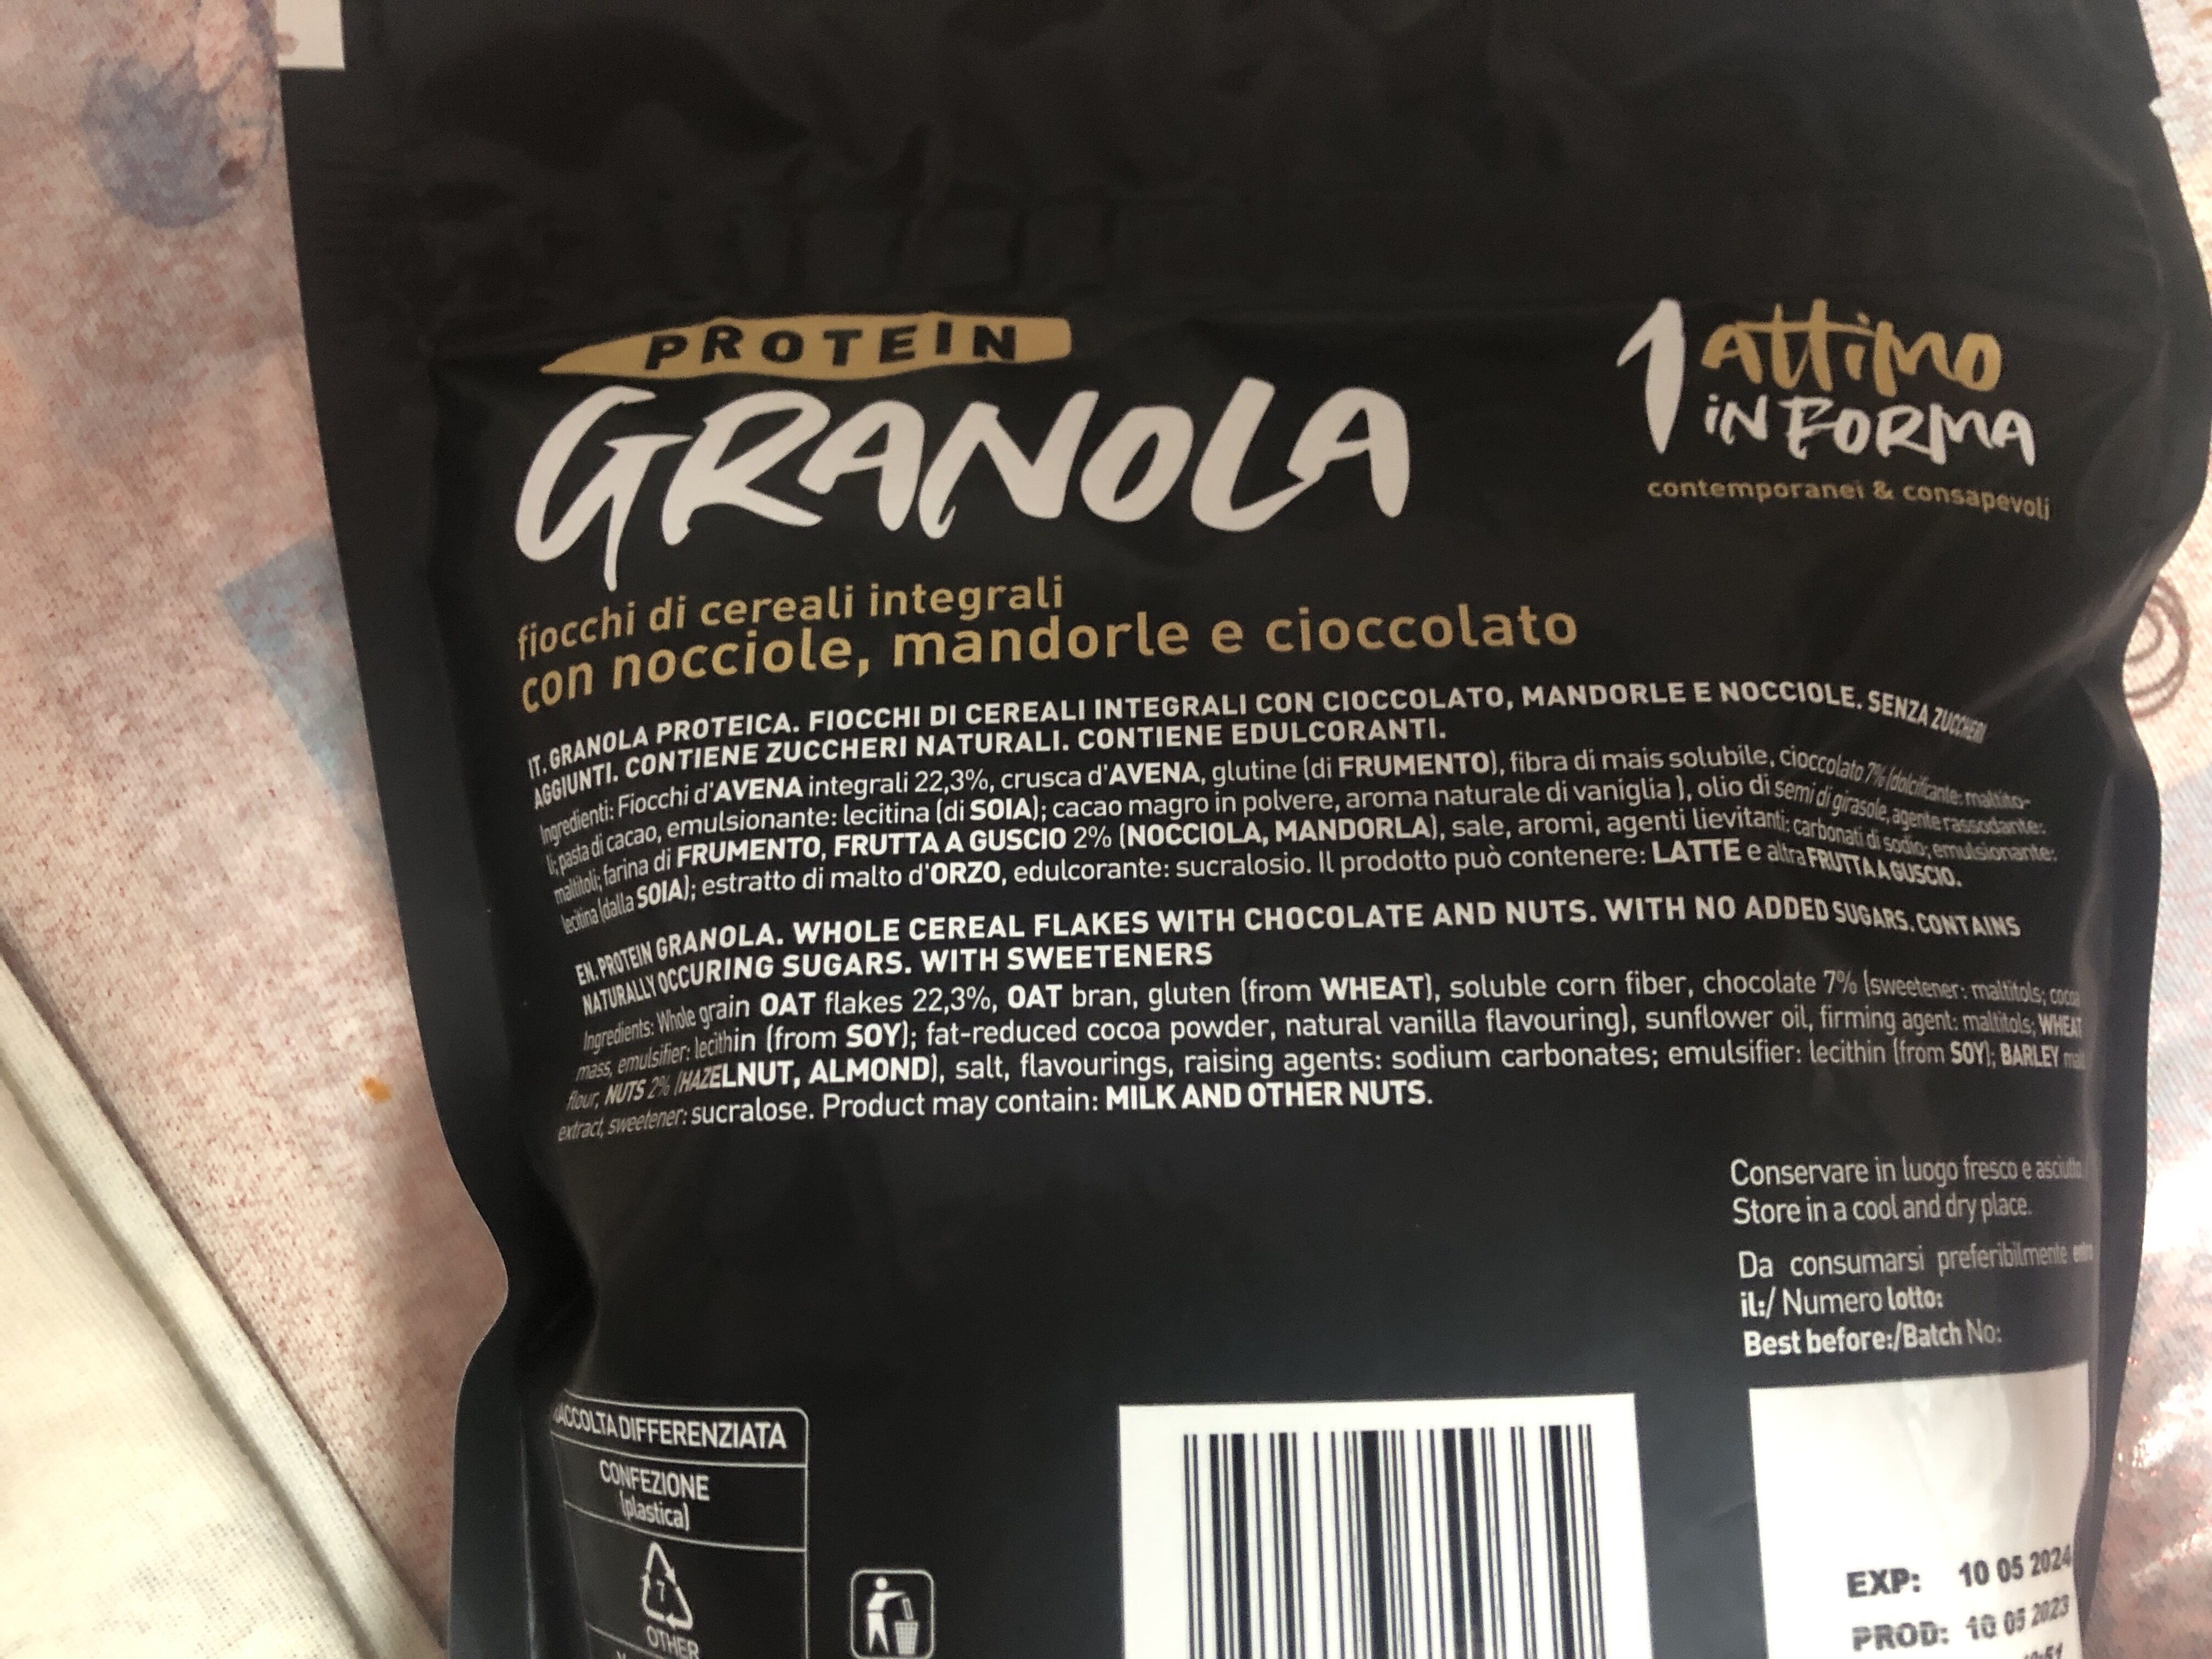 PROTEIN
GRANOLA
1 attimo
iN FORMA
contemporanei & consapevoli
fiocchi di cereali integrali
con nocciole, mandorle e cioccolato
IT. GRANOLA PROTEICA. FIOCCHI DI CEREALI INTEGRALI CON CIOCCOLATO, MANDORLE E NOCCIOLE. SENZA ZUCCHERI
AGGIUNTI. CONTIENE ZUCCHERI NATURALI. CONTIENE EDULCORANTI.
Ingredienti: Fiocchi d'AVENA integrali 22,3%, crusca d'AVENA, glutine (di FRUMENTO), fibra di mais solubile, cioccolato 7% (dolcificante: maltito-
li; pasta di cacao, emulsionante: lecitina (di SOIA); cacao magro in polvere, aroma naturale di vaniglia ), olio di semi di girasole, agente rassodante:
maltitoli; farina di FRUMENTO, FRUTTA A GUSCIO 2% (NOCCIOLA, MANDORLA), sale, aromi, agenti lievitanti: carbonati di sodio; emulsionante:
lecitina (dalla SOIA); estratto di malto d'ORZO, edulcorante: sucralosio. Il prodotto può contenere: LATTE e altra FRUTTA A GUSCIO.
EN. PROTEIN GRANOLA. WHOLE CEREAL FLAKES WITH CHOCOLATE AND NUTS. WITH NO ADDED SUGARS. CONTAINS
NATURALLY OCCURING SUGARS. WITH SWEETENERS
Ingredients: Whole grain OAT flakes 22,3%, OAT bran, gluten (from WHEAT), soluble corn fiber, chocolate 7% (sweetener: maltitols; cocoa
mass, emulsifier: lecithin (from SOY); fat-reduced cocoa powder, natural vanilla flavouring), sunflower oil, firming agent: maltitols; WHEAT
flour, NUTS 2% (HAZELNUT, ALMOND), salt, flavourings, raising agents: sodium carbonates; emulsifier: lecithin (from SOY); BARLEY malt
extract, sweetener: sucralose. Product may contain: MILK AND OTHER NUTS.
Conservare in luogo fresco e asciutto.
Store in a cool and dry place.
Da consumarsi preferibilmente entro
il:/ Numero lotto:
Best before:/Batch No:
RACCOLTA DIFFERENZIATA
CONFEZIONE
(plastica)
7
OTHER
EXP: 10 05 2024
PROD: 10 05 2023